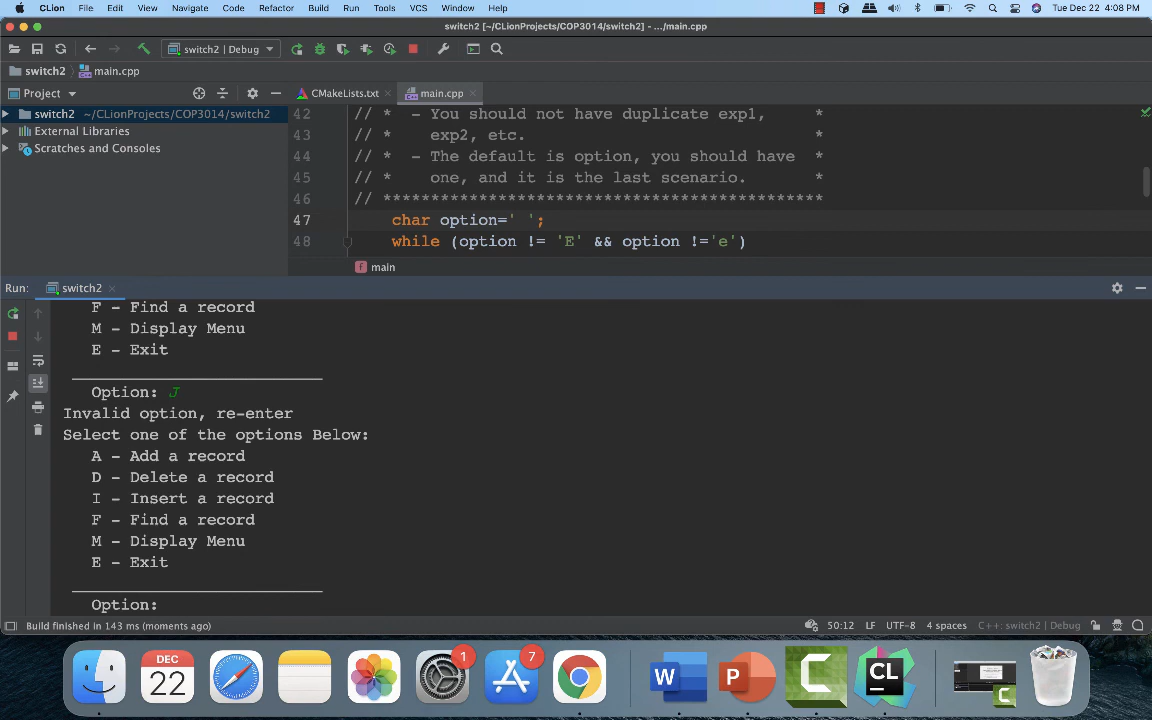 CLion File Edit View Navigate Code Refactor Build Run Tools VCS Window Help Tue Dec 22 4:08 PM
switch2 [~/CLionProjects/COP3014/switch2] - .../main.cpp
switch2 | Debug
switch2 main.cpp
Project CMakeLists.txt main.cpp
switch2 ~/CLionProjects/COP3014/switch2
External Libraries
Scratches and Consoles
42 // * - You should not have duplicate exp1, *
43 // * exp2, etc. *
44 // * - The default is option, you should have *
45 // * one, and it is the last scenario. *
46 // **********************************************
47 char option=' ';
48 while (option != 'E' && option !='e')
f main
Run: switch2
F - Find a record
M - Display Menu
E - Exit
__________________________
Option: J
Invalid option, re-enter
Select one of the options Below:
A - Add a record
D - Delete a record
I - Insert a record
F - Find a record
M - Display Menu
E - Exit
__________________________
Option:
Build finished in 143 ms (moments ago) 50:12 LF UTF-8 4 spaces C++: switch2 | Debug
DEC
22
1
7
W
P
C
CL
C